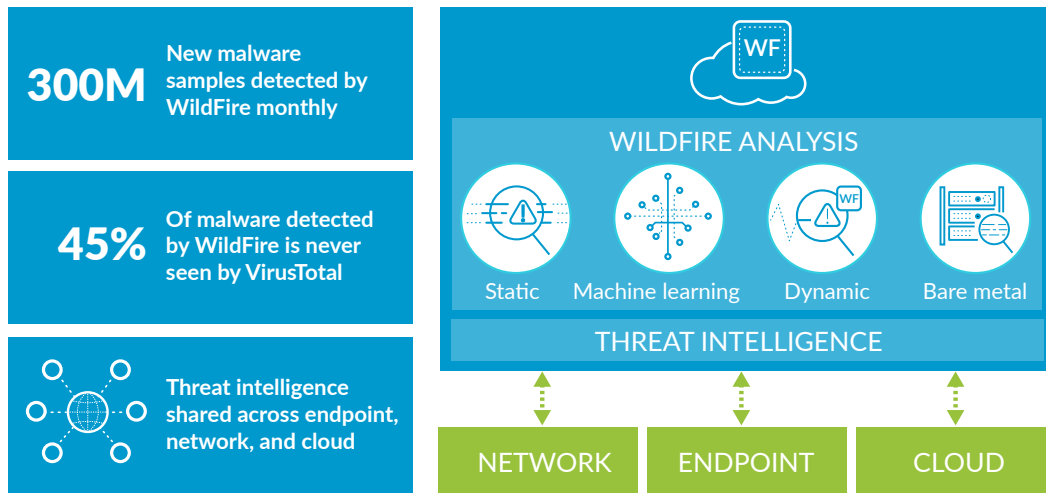 300M
New malware
samples detected by
WildFire monthly
45%
Of malware detected
by WildFire is never
seen by VirusTotal
Threat intelligence
shared across endpoint,
network, and cloud
WF
WILDFIRE ANALYSIS
WF
Static
Machine learning
Dynamic
Bare metal
THREAT INTELLIGENCE
NETWORK
ENDPOINT
CLOUD